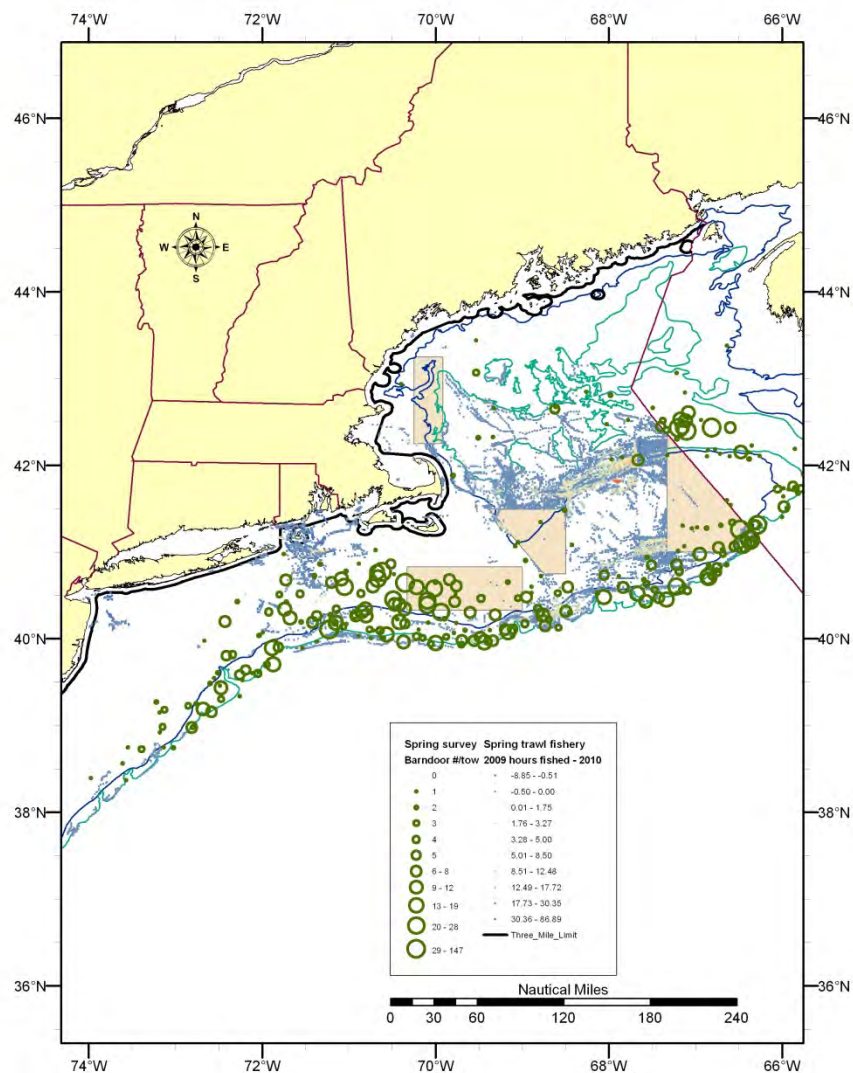 74°W 72°W 70°W 68°W 66°W
46°N 46°N
N
W E
S
44°N 44°N
42°N 42°N
40°N 40°N
Spring survey Spring trawl fishery
Barndoor #/tow 2009 hours fished - 2010
0 -8.85 - -0.51
1 -0.50 - 0.00
2 0.01 - 1.75
3 1.76 - 3.27
4 3.28 - 5.00
5 5.01 - 8.50
6 - 8 8.51 - 12.48
9 - 12 12.49 - 17.72
13 - 19 17.73 - 30.35
20 - 28 30.36 - 86.89
29 - 147 Three_Mile_Limit
38°N 38°N
36°N 36°N
Nautical Miles
0 15 30 60 120 180 240
74°W 72°W 70°W 68°W 66°W